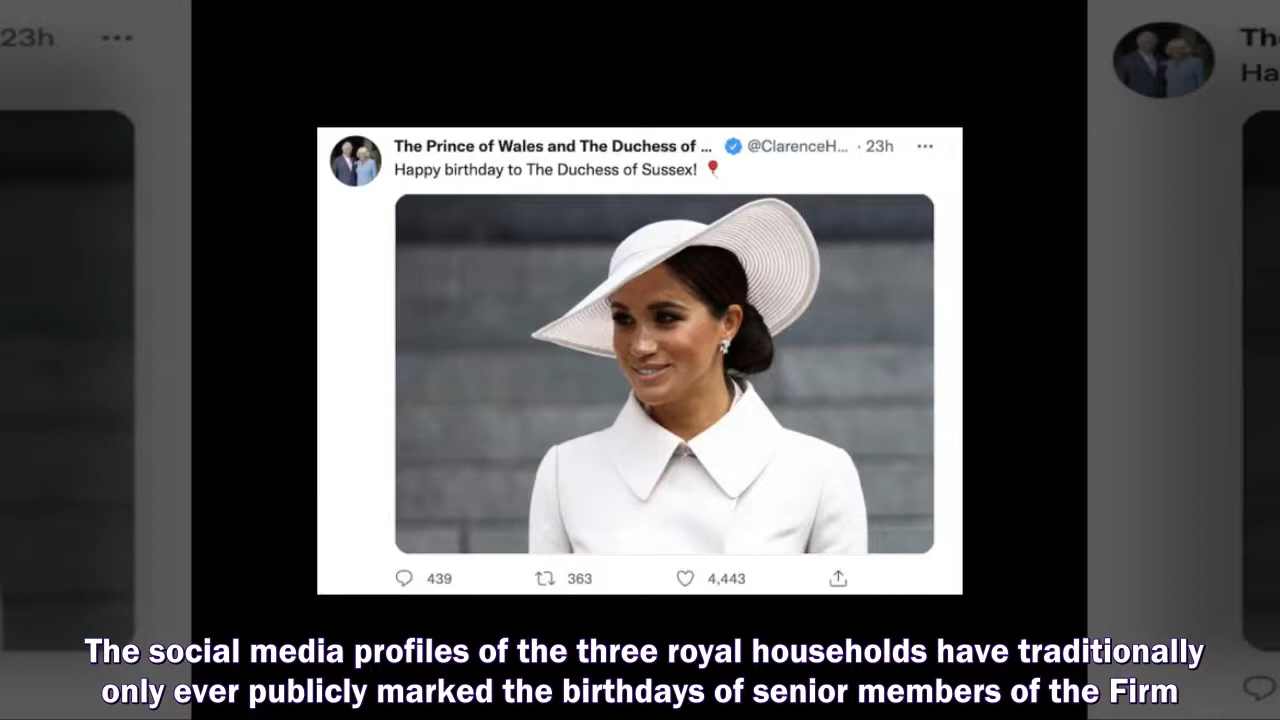 23h ...
Th
Ha
The Prince of Wales and The Duchess of ... @ClarenceH... · 23h ...
Happy birthday to The Duchess of Sussex!
439 363 4,443
The social media profiles of the three royal households have traditionally
only ever publicly marked the birthdays of senior members of the Firm